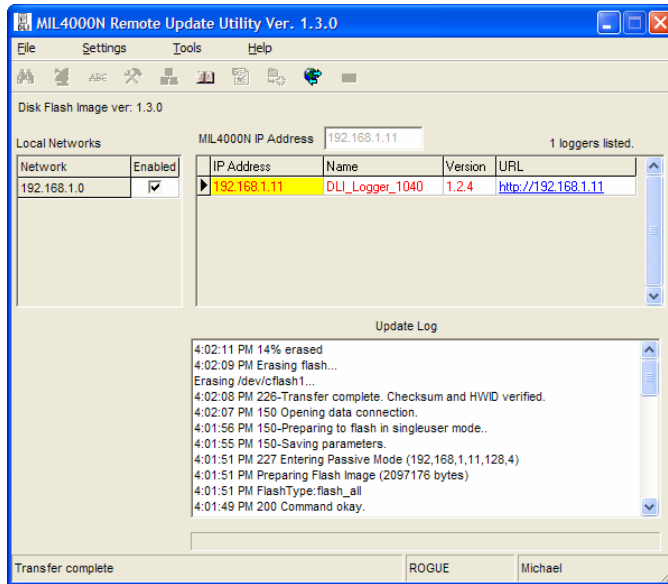 MIL4000N Remote Update Utility Ver. 1.3.0
File Settings Tools Help
ABC
Disk Flash Image ver: 1.3.0
Local Networks
MIL4000N IP Address 192.168.1.11
1 loggers listed.
Network Enabled
192.168.1.0
IP Address Name Version URL
192.168.1.11 DLI_Logger_1040 1.2.4 http://192.168.1.11
Update Log
4:02:11 PM 14% erased
4:02:09 PM Erasing flash...
Erasing /dev/cflash1...
4:02:08 PM 226-Transfer complete. Checksum and HWID verified.
4:02:07 PM 150 Opening data connection.
4:01:56 PM 150-Preparing to flash in singleuser mode..
4:01:55 PM 150-Saving parameters.
4:01:51 PM 227 Entering Passive Mode (192,168,1,11,128,4)
4:01:51 PM Preparing Flash Image (2097176 bytes)
4:01:51 PM FlashType:flash_all
4:01:49 PM 200 Command okay.
Transfer complete ROGUE Michael